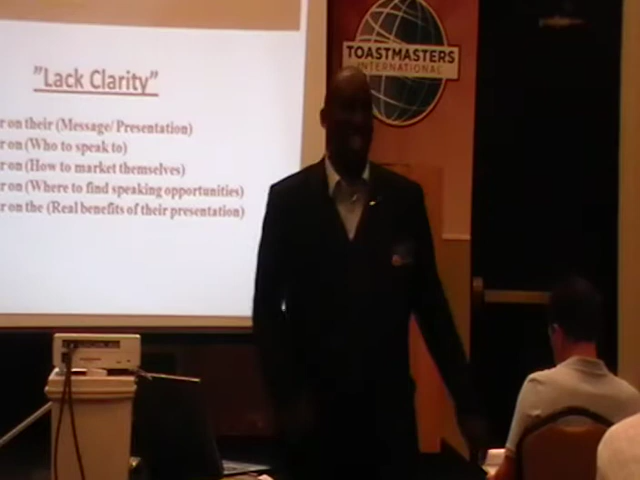 "Lack Clarity"
r on their (Message/ Presentation)
r on (Who to speak to)
r on (How to market themselves)
r on (Where to find speaking opportunities)
r on the (Real benefits of their presentation)
TOASTMASTERS
INTERNATIONAL